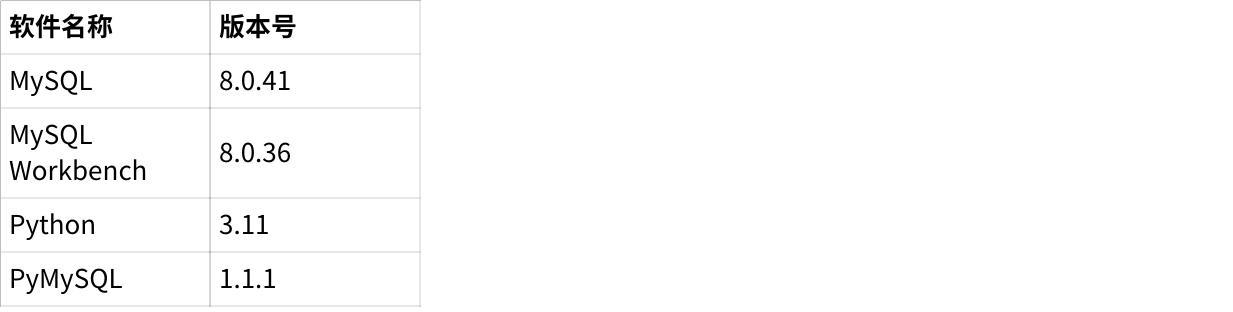 软件名称 版本号
MySQL 8.0.41
MySQL
Workbench 8.0.36
Python 3.11
PyMySQL 1.1.1